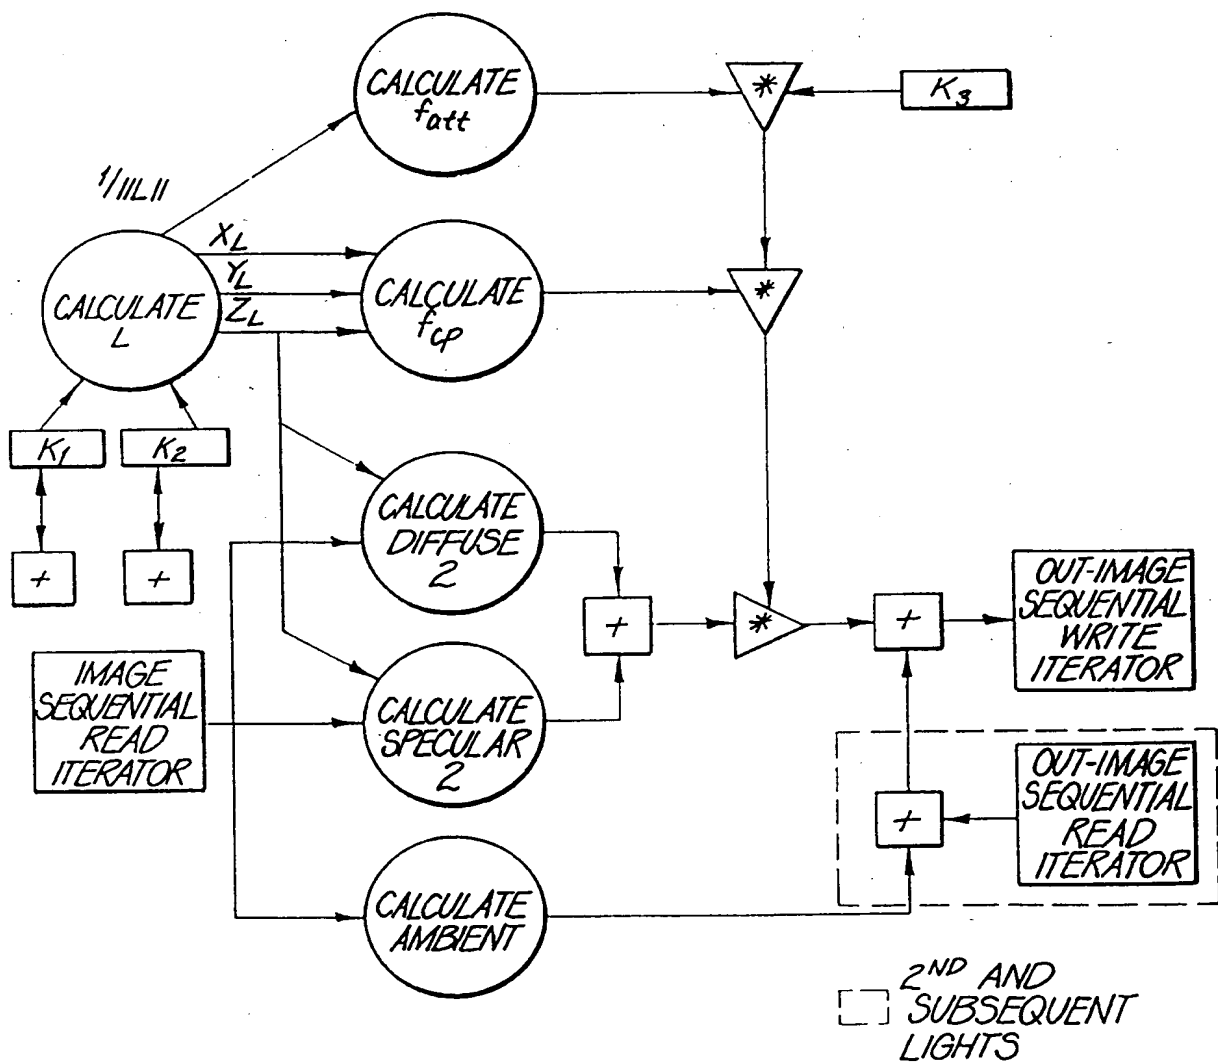 CALCULATE
fatt
*
K3
1/||L||
XL
YL
ZL
CALCULATE
L
CALCULATE
fcp
*
K1
K2
+
+
CALCULATE
DIFFUSE
2
+
*
+
OUT-IMAGE
SEQUENTIAL
WRITE
ITERATOR
IMAGE
SEQUENTIAL
READ
ITERATOR
CALCULATE
SPECULAR
2
+
OUT-IMAGE
SEQUENTIAL
READ
ITERATOR
CALCULATE
AMBIENT
2ND AND
SUBSEQUENT
LIGHTS